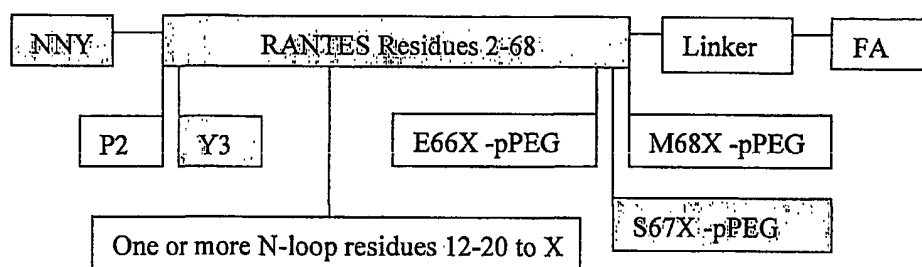 NNY RANTES Residues 2-68 Linker FA
P2 Y3 E66X -pPEG M68X -pPEG
S67X -pPEG
One or more N-loop residues 12-20 to X